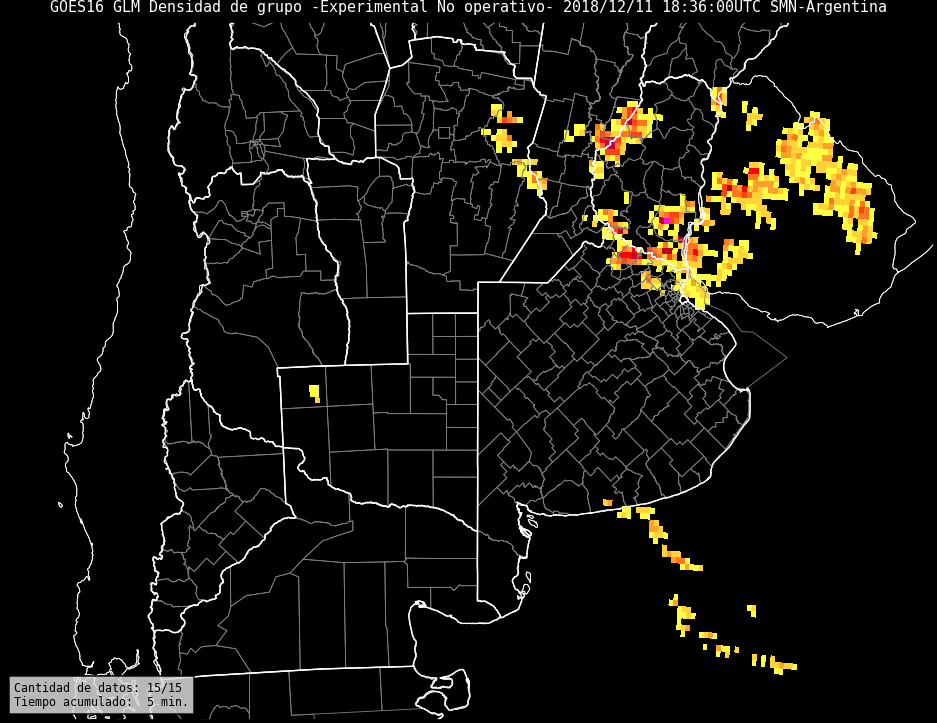 GOES16 GLM Densidad de grupo -Experimental No operativo- 2018/12/11 18:36:00UTC SMN-Argentina
Cantidad de datos: 15/15
Tiempo acumulado:  5 min.